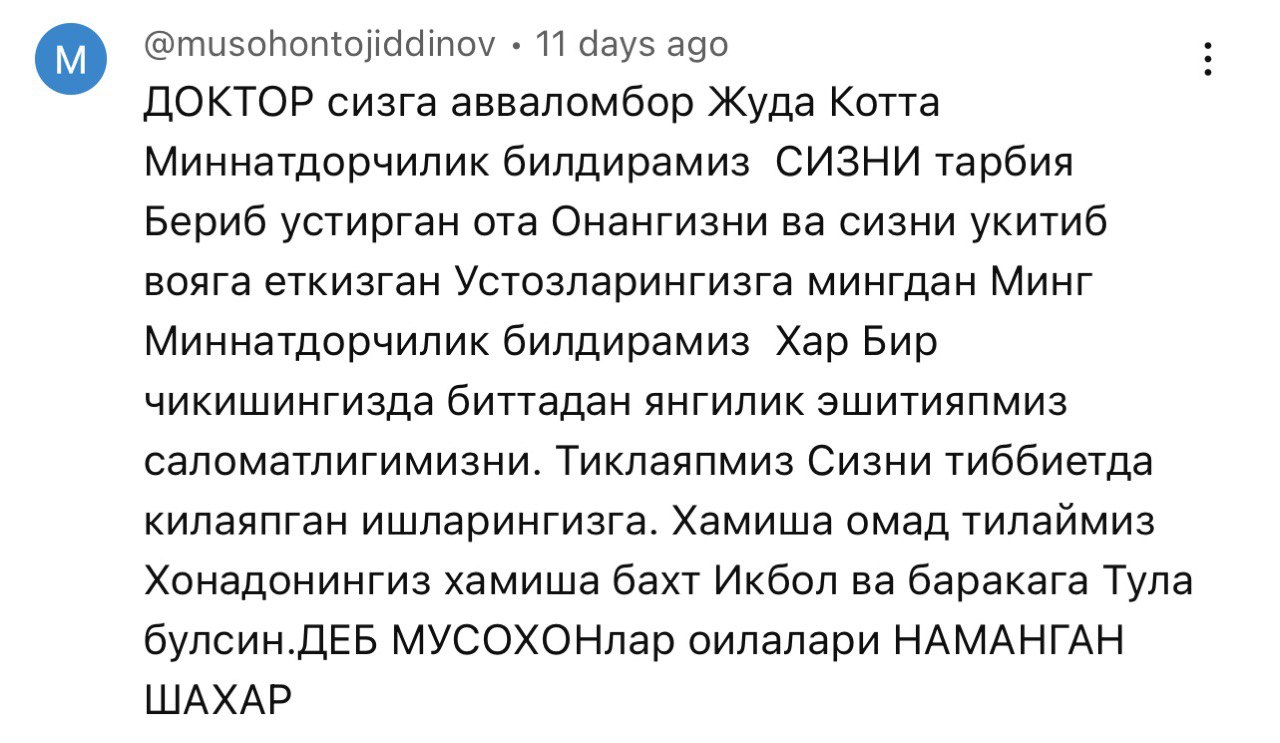 M
@musohontojiddinov • 11 days ago
ДОКТОР сизга авваломбор Жуда Котта
Миннатдорчилик билдирамиз  СИЗНИ тарбия
Бериб устирган ота Онангизни ва сизни укитиб
вояга еткизган Устозларингизга мингдан Минг
Миннатдорчилик билдирамиз  Хар Бир
чикишингизда биттадан янгилик эшитияпмиз
саломатлигимизни. Тиклаяпмиз Сизни тиббиетда
килаяпган ишларингизга. Хамиша омад тилаймиз
Хонадонингиз хамиша бахт Икбол ва баракага Тула
булсин.ДЕБ МУСОХОНлар оилалари НАМАНГАН
ШАХАР